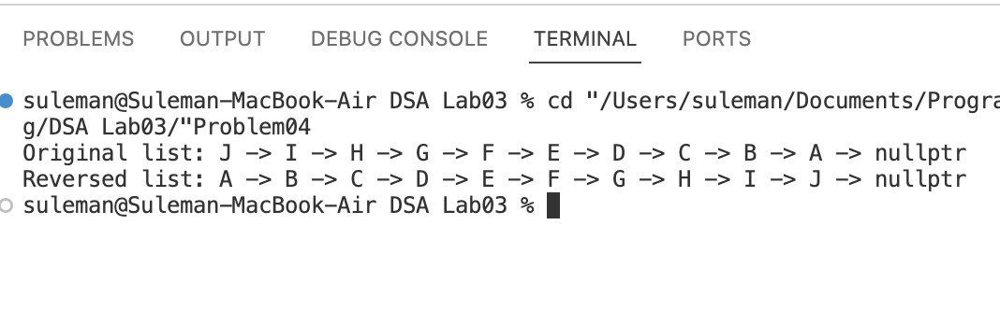 PROBLEMS OUTPUT DEBUG CONSOLE TERMINAL PORTS
suleman@Suleman-MacBook-Air DSA Lab03 % cd "/Users/suleman/Documents/Progra
g/DSA Lab03/"Problem04
Original list: J -> I -> H -> G -> F -> E -> D -> C -> B -> A -> nullptr
Reversed list: A -> B -> C -> D -> E -> F -> G -> H -> I -> J -> nullptr
suleman@Suleman-MacBook-Air DSA Lab03 %